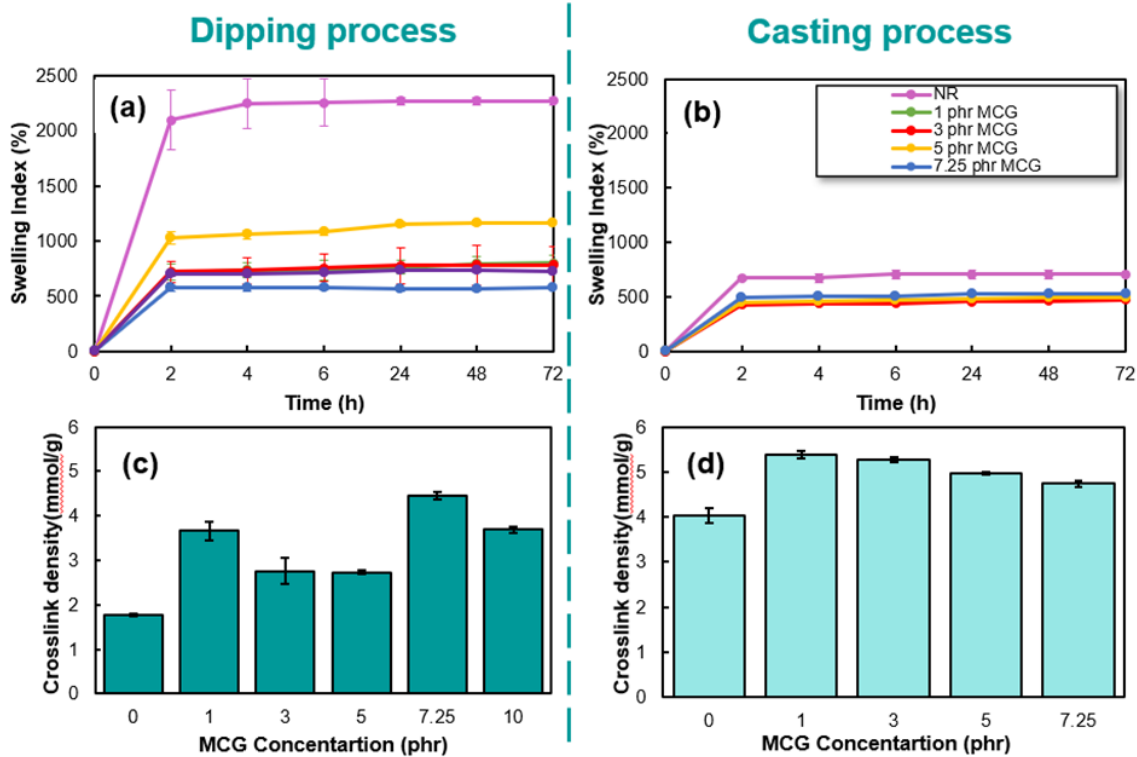 Dipping process
Casting process
(a)
Swelling Index (%)
2500
2000
1500
1000
500
0
0 2 4 6 24 48 72
Time (h)
(b)
Swelling Index (%)
2500
2000
1500
1000
500
0
0 2 4 6 24 48 72
Time (h)
NR
1 phr MCG
3 phr MCG
5 phr MCG
7.25 phr MCG
(c)
Crosslink density(mmol/g)
6
5
4
3
2
1
0
0 1 3 5 7.25 10
MCG Concentartion (phr)
(d)
Crosslink density(mmol/g)
6
5
4
3
2
1
0
0 1 3 5 7.25
MCG Concentartion (phr)